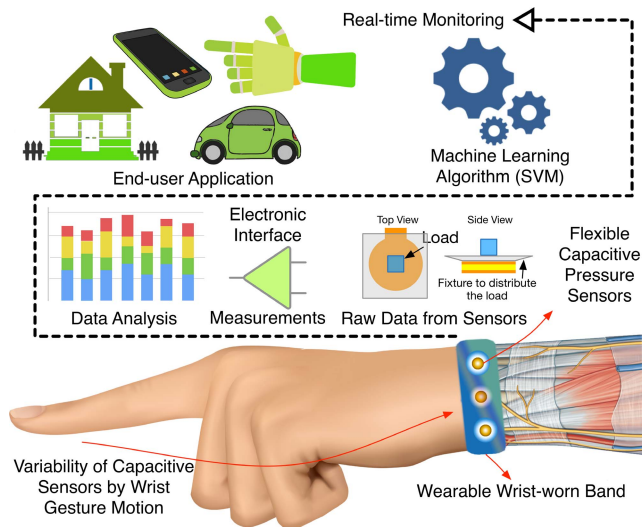 Real-time Monitoring
End-user Application
Machine Learning
Algorithm (SVM)
Electronic
Interface
Top View
Side View
Load
Flexible
Capacitive
Pressure
Sensors
Fixture to distribute
the load
Data Analysis
Measurements
Raw Data from Sensors
Variability of Capacitive
Sensors by Wrist
Gesture Motion
Wearable Wrist-worn Band